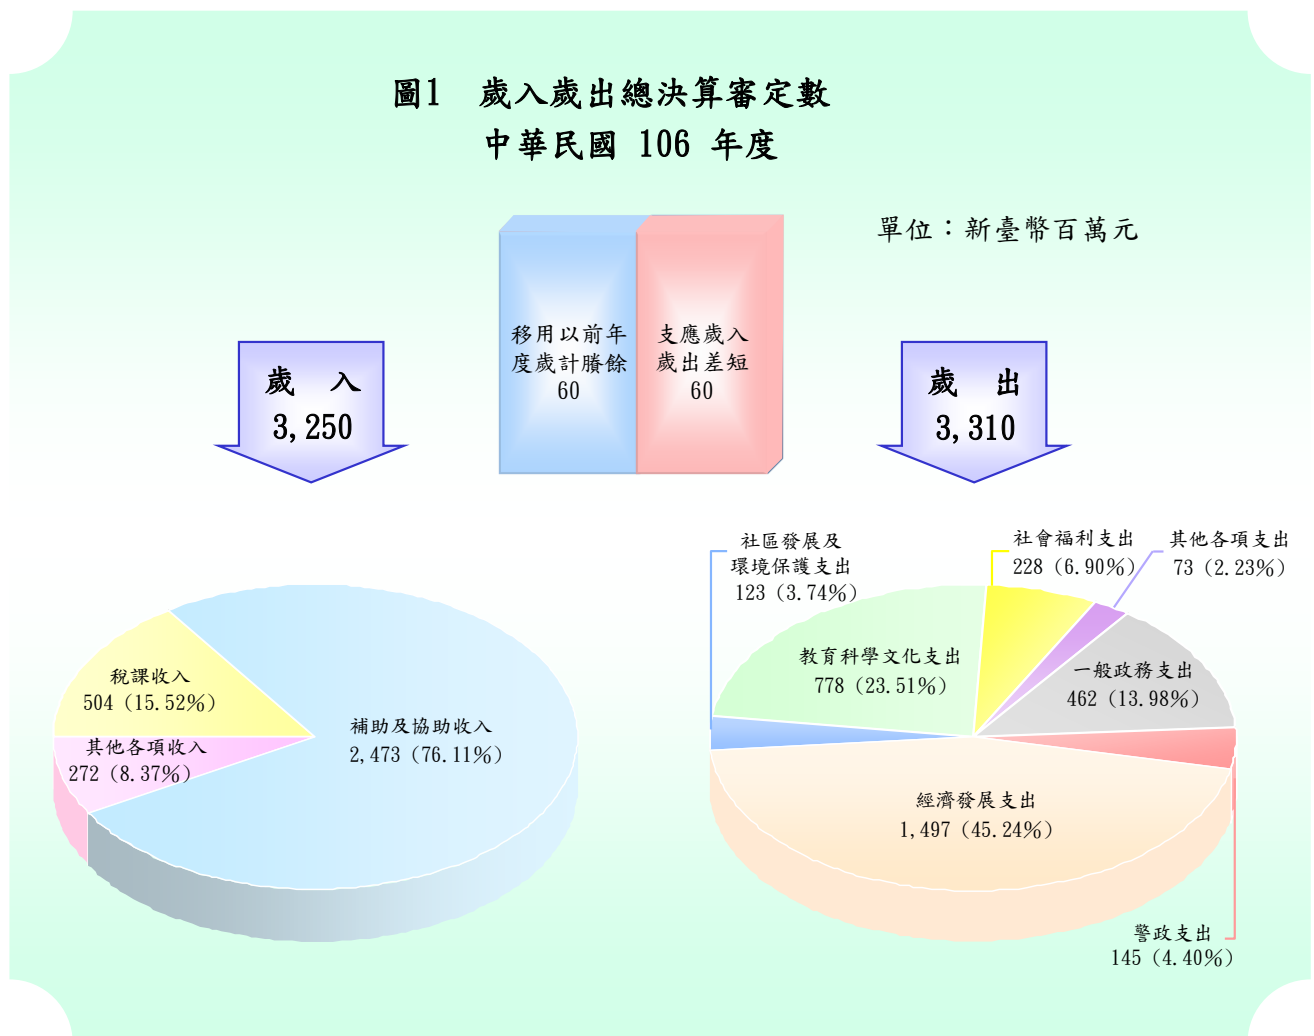 圖1 歲入歲出總決算審定數
中華民國 106 年度
單位：新臺幣百萬元
移用以前年
度歲計賸餘
60
支應歲入
歲出差短
60
歲 入
3,250
歲 出
3,310
稅課收入
504 (15.52%)
其他各項收入
272 (8.37%)
補助及協助收入
2,473 (76.11%)
社區發展及
環境保護支出
123 (3.74%)
社會福利支出
228 (6.90%)
其他各項支出
73 (2.23%)
教育科學文化支出
778 (23.51%)
一般政務支出
462 (13.98%)
經濟發展支出
1,497 (45.24%)
警政支出
145 (4.40%)